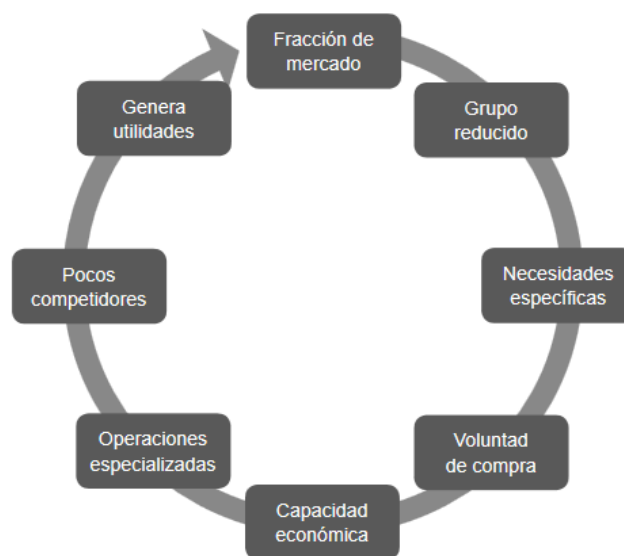 Fracción de
mercado
Grupo
reducido
Necesidades
específicas
Voluntad
de compra
Capacidad
económica
Operaciones
especializadas
Pocos
competidores
Genera
utilidades